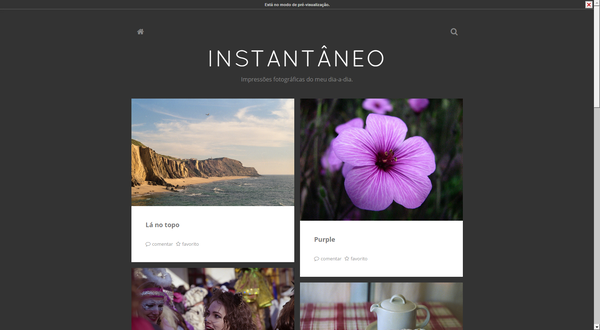 Está no modo de pré-visualização.
INSTANTÂNEO
Impressões fotográficas do meu dia-a-dia.
Lá no topo
comentar favorito
Purple
comentar favorito